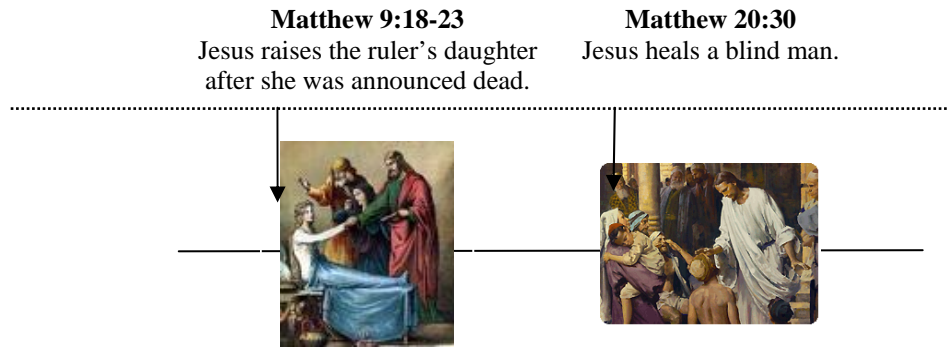 Matthew 9:18-23
Jesus raises the ruler’s daughter
after she was announced dead.
Matthew 20:30
Jesus heals a blind man.